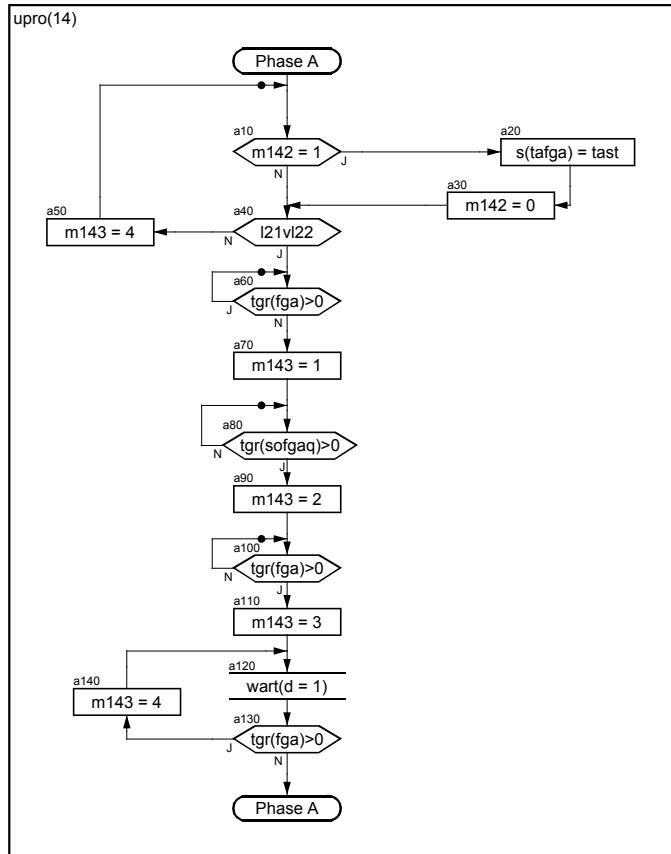 upro(14)
Phase A
a10
m142 = 1
J
N
a20
s(tafga) = tast
a30
m142 = 0
a40
l21vl22
N
J
a50
m143 = 4
a60
tgr(fga)>0
J
N
a70
m143 = 1
a80
tgr(sofgaq)>0
N
J
a90
m143 = 2
a100
tgr(fga)>0
N
J
a110
m143 = 3
a120
wart(d = 1)
a130
tgr(fga)>0
J
N
a140
m143 = 4
Phase A